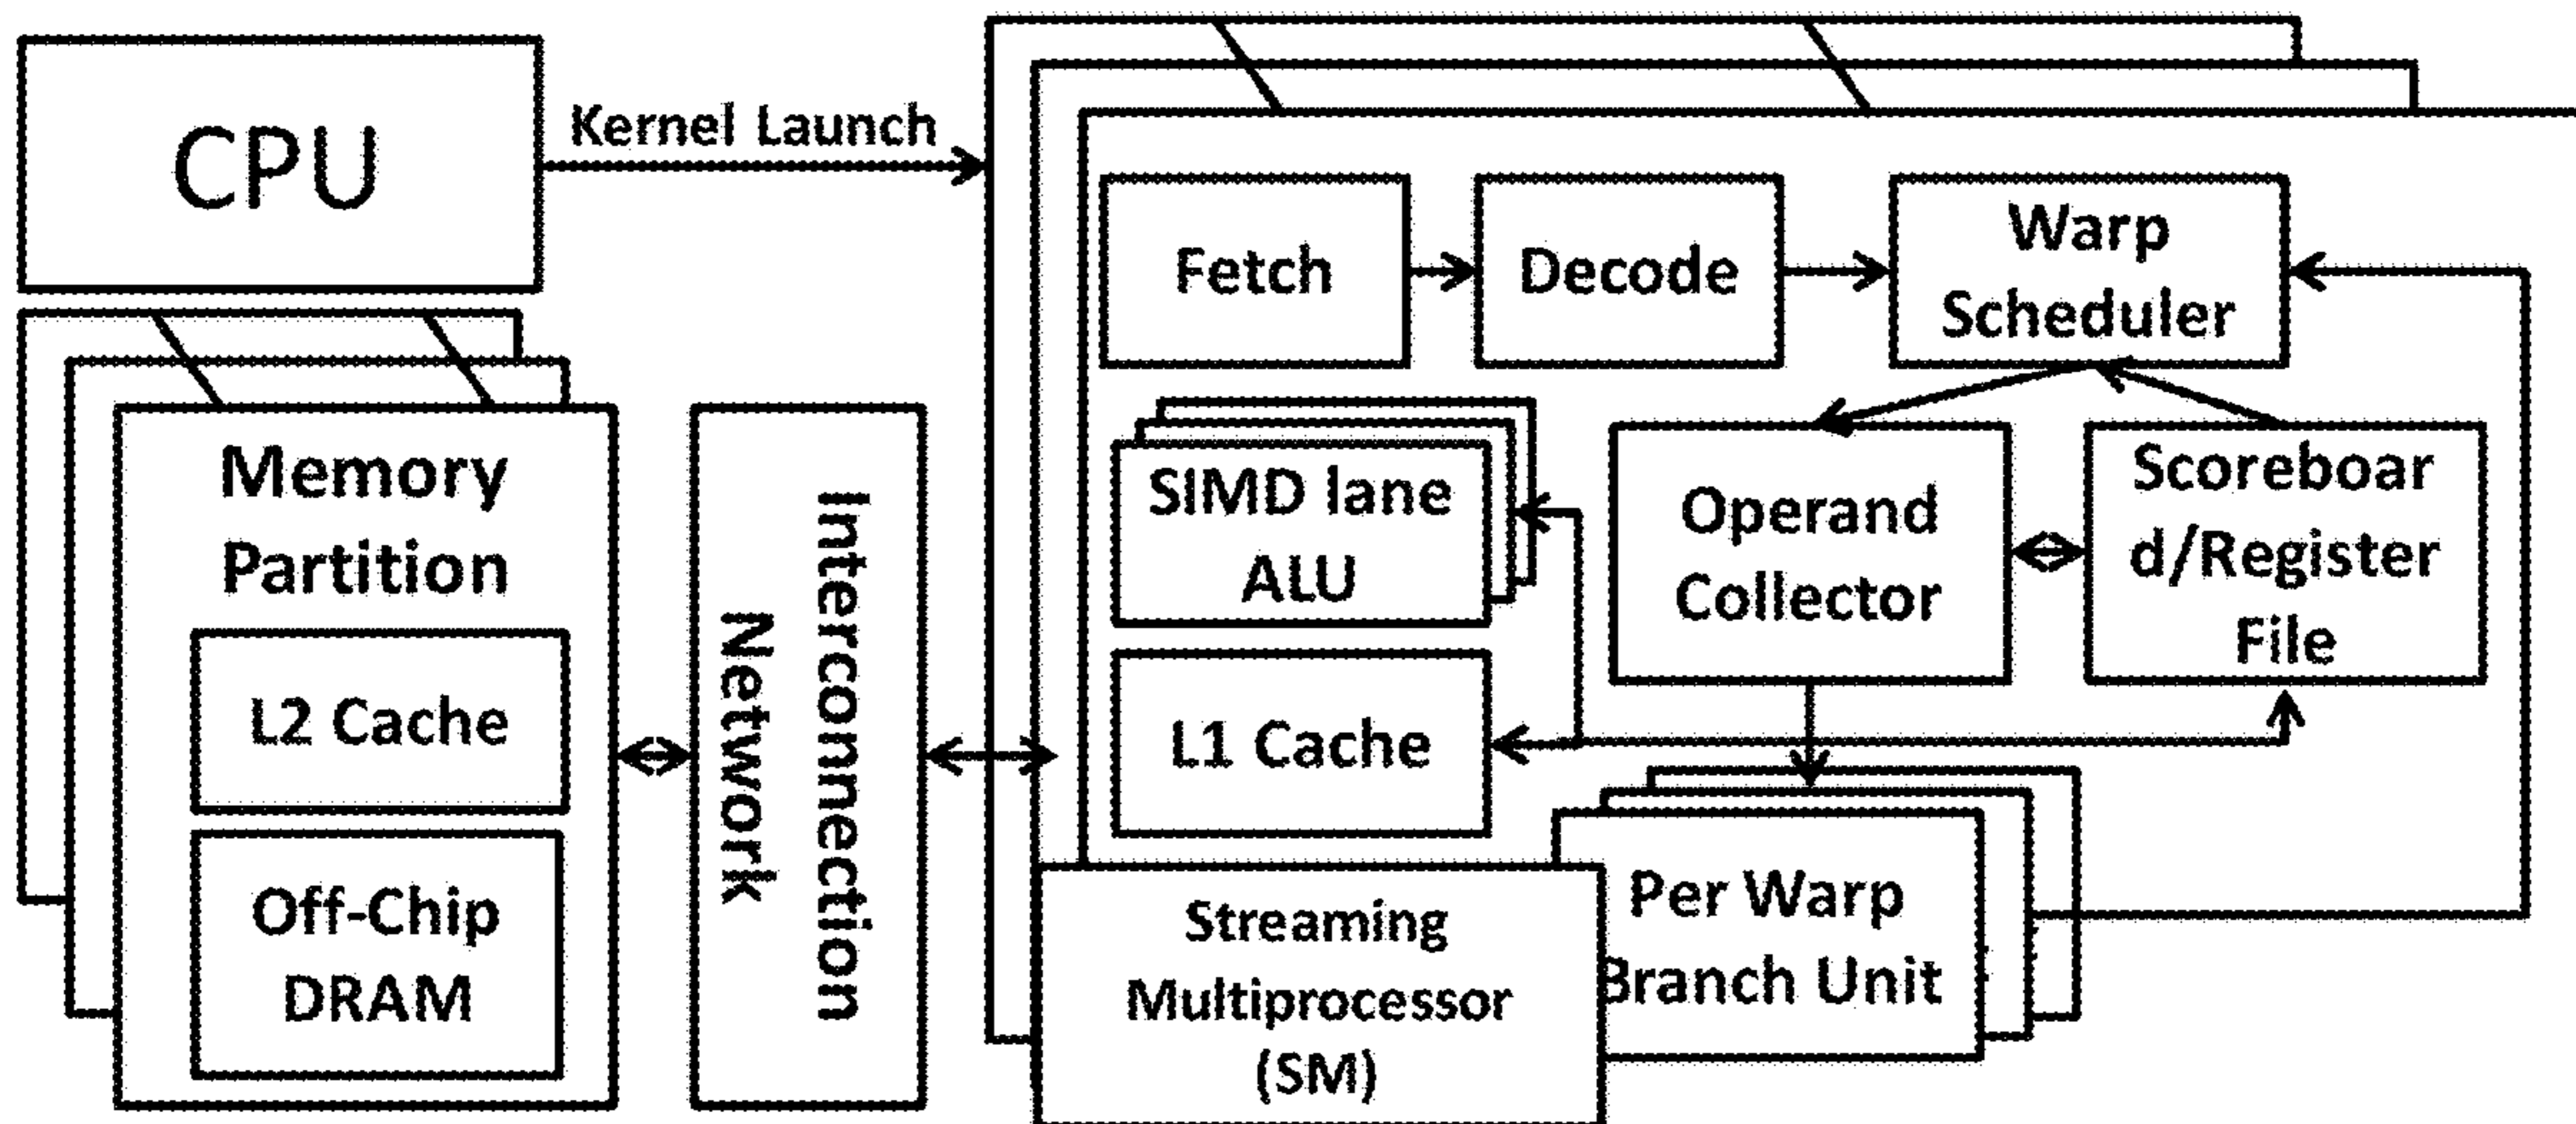 CPU
Kernel Launch
Fetch
Decode
Warp
Scheduler
Memory
Partition
L2 Cache
Off-Chip
DRAM
Interconnection
Network
SIMD lane
ALU
L1 Cache
Operand
Collector
Scoreboar
d/Register
File
Streaming
Multiprocessor
(SM)
Per Warp
Branch Unit